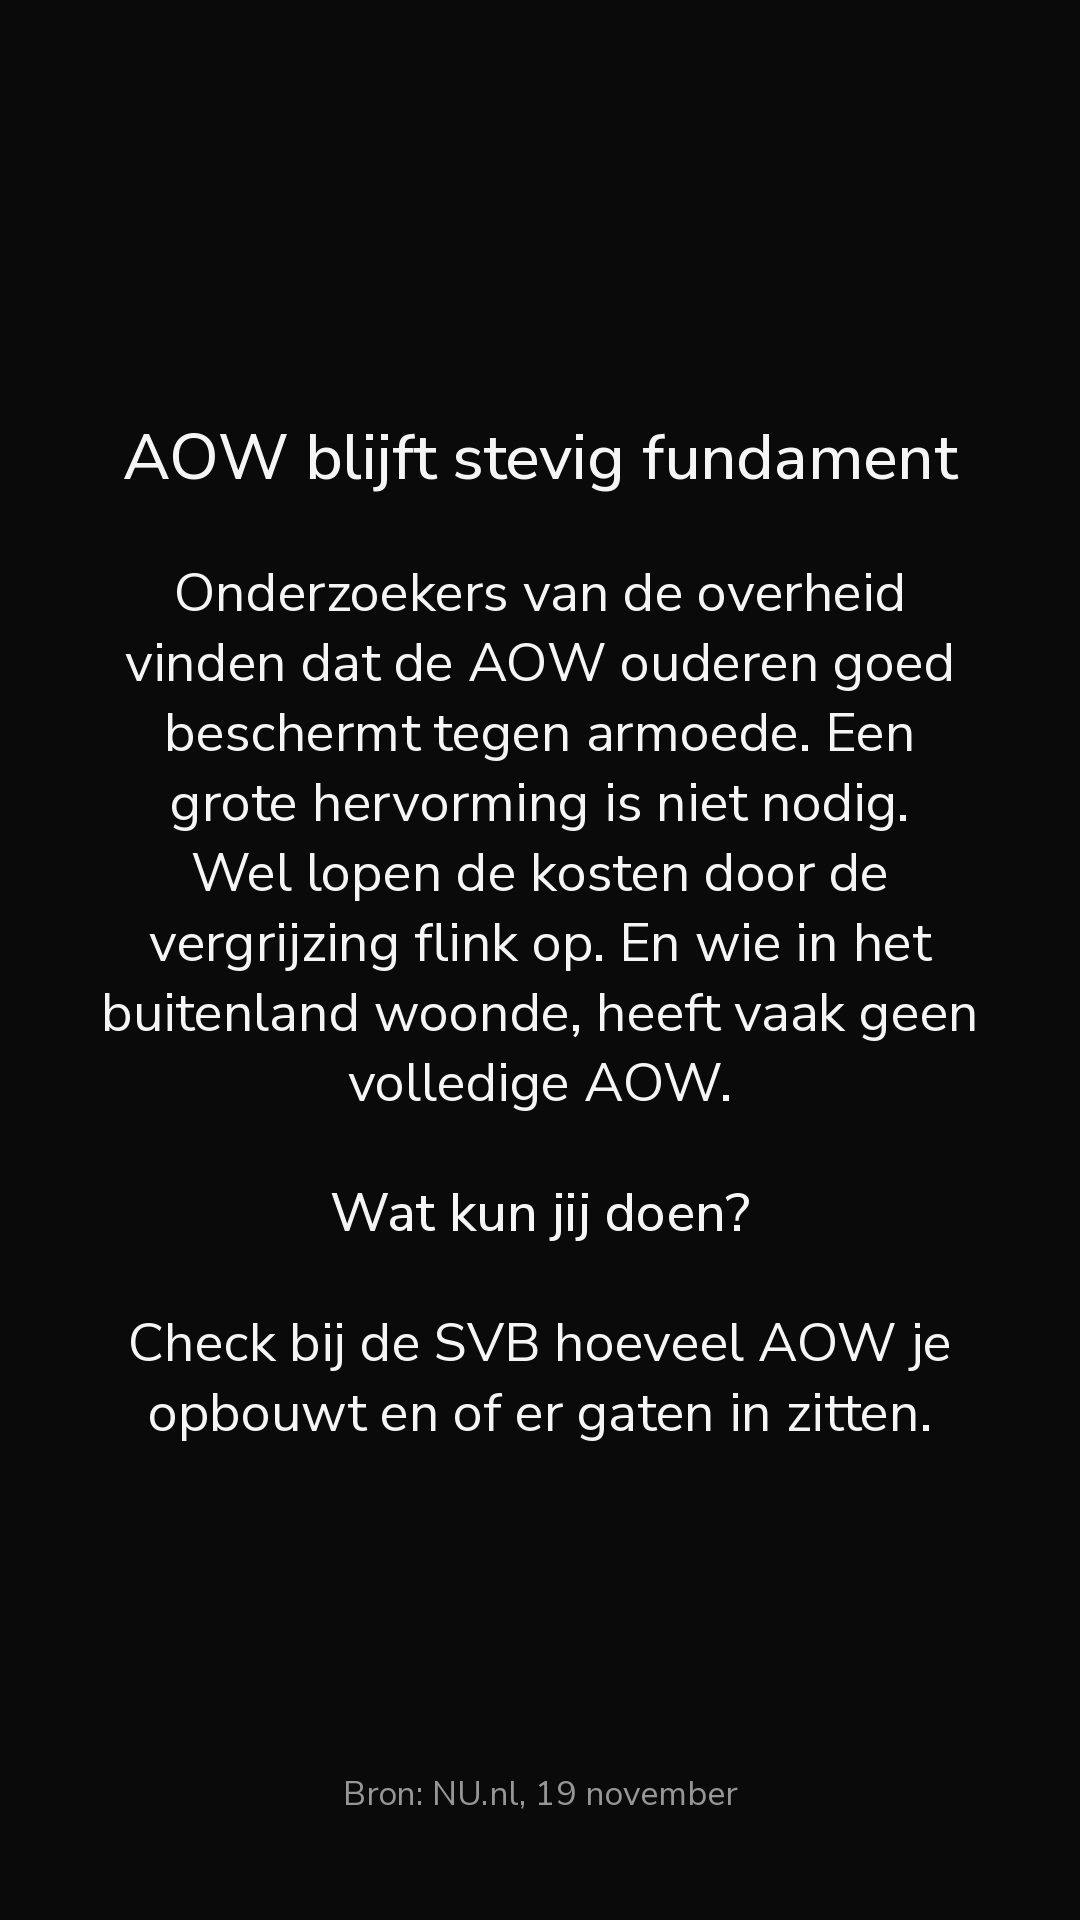 AOW blijft stevig fundament
Onderzoekers van de overheid
vinden dat de AOW ouderen goed
beschermt tegen armoede. Een
grote hervorming is niet nodig.
Wel lopen de kosten door de
vergrijzing flink op. En wie in het
buitenland woonde, heeft vaak geen
volledige AOW.
Wat kun jij doen?
Check bij de SVB hoeveel AOW je
opbouwt en of er gaten in zitten.
Bron: NU.nl, 19 november